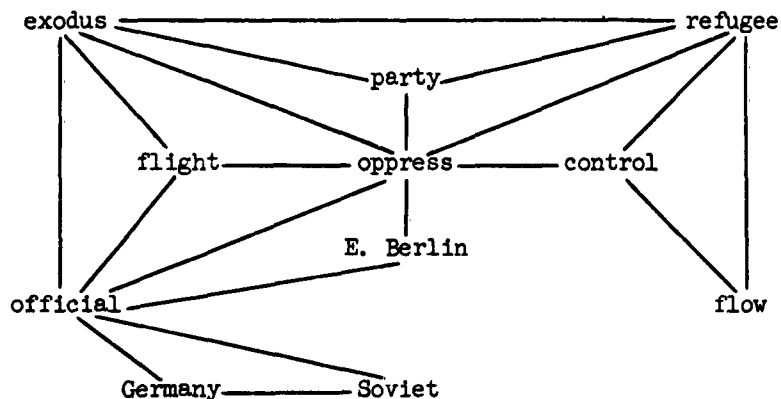 exodus refugee
party
flight oppress control
E. Berlin
official flow
Germany Soviet